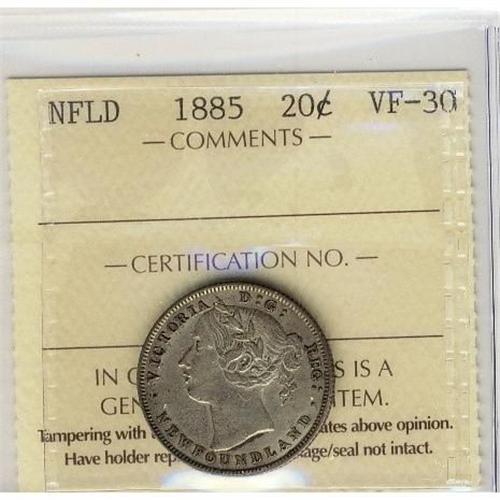 NFLD 1885 20¢ VF-30
— COMMENTS —
— CERTIFICATION NO. —
VICTORIA D:G: REG:
NEWFOUNDLAND
IN S IS A
GEN ITEM.
Tampering with ates above opinion.
Have holder rep age/seal not intact.